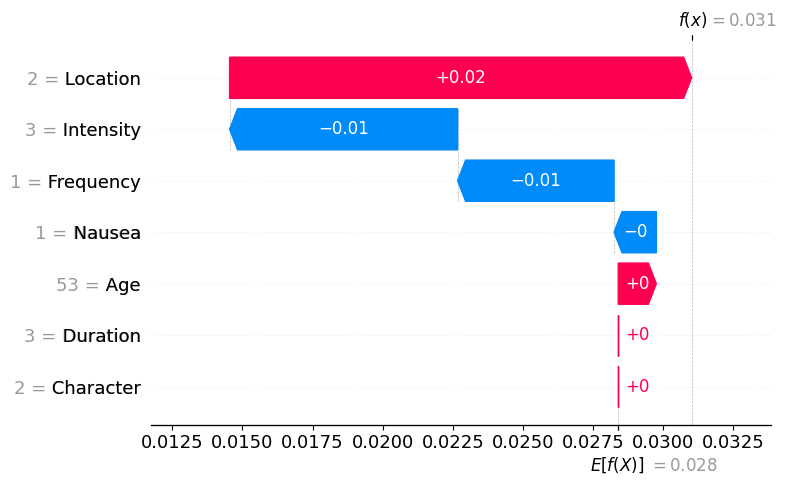 f(x) = 0.031
2 = Location
+0.02
3 = Intensity
−0.01
1 = Frequency
−0.01
1 = Nausea
−0
53 = Age
+0
3 = Duration
+0
2 = Character
+0
0.0125 0.0150 0.0175 0.0200 0.0225 0.0250 0.0275 0.0300 0.0325
E[f(X)] = 0.028